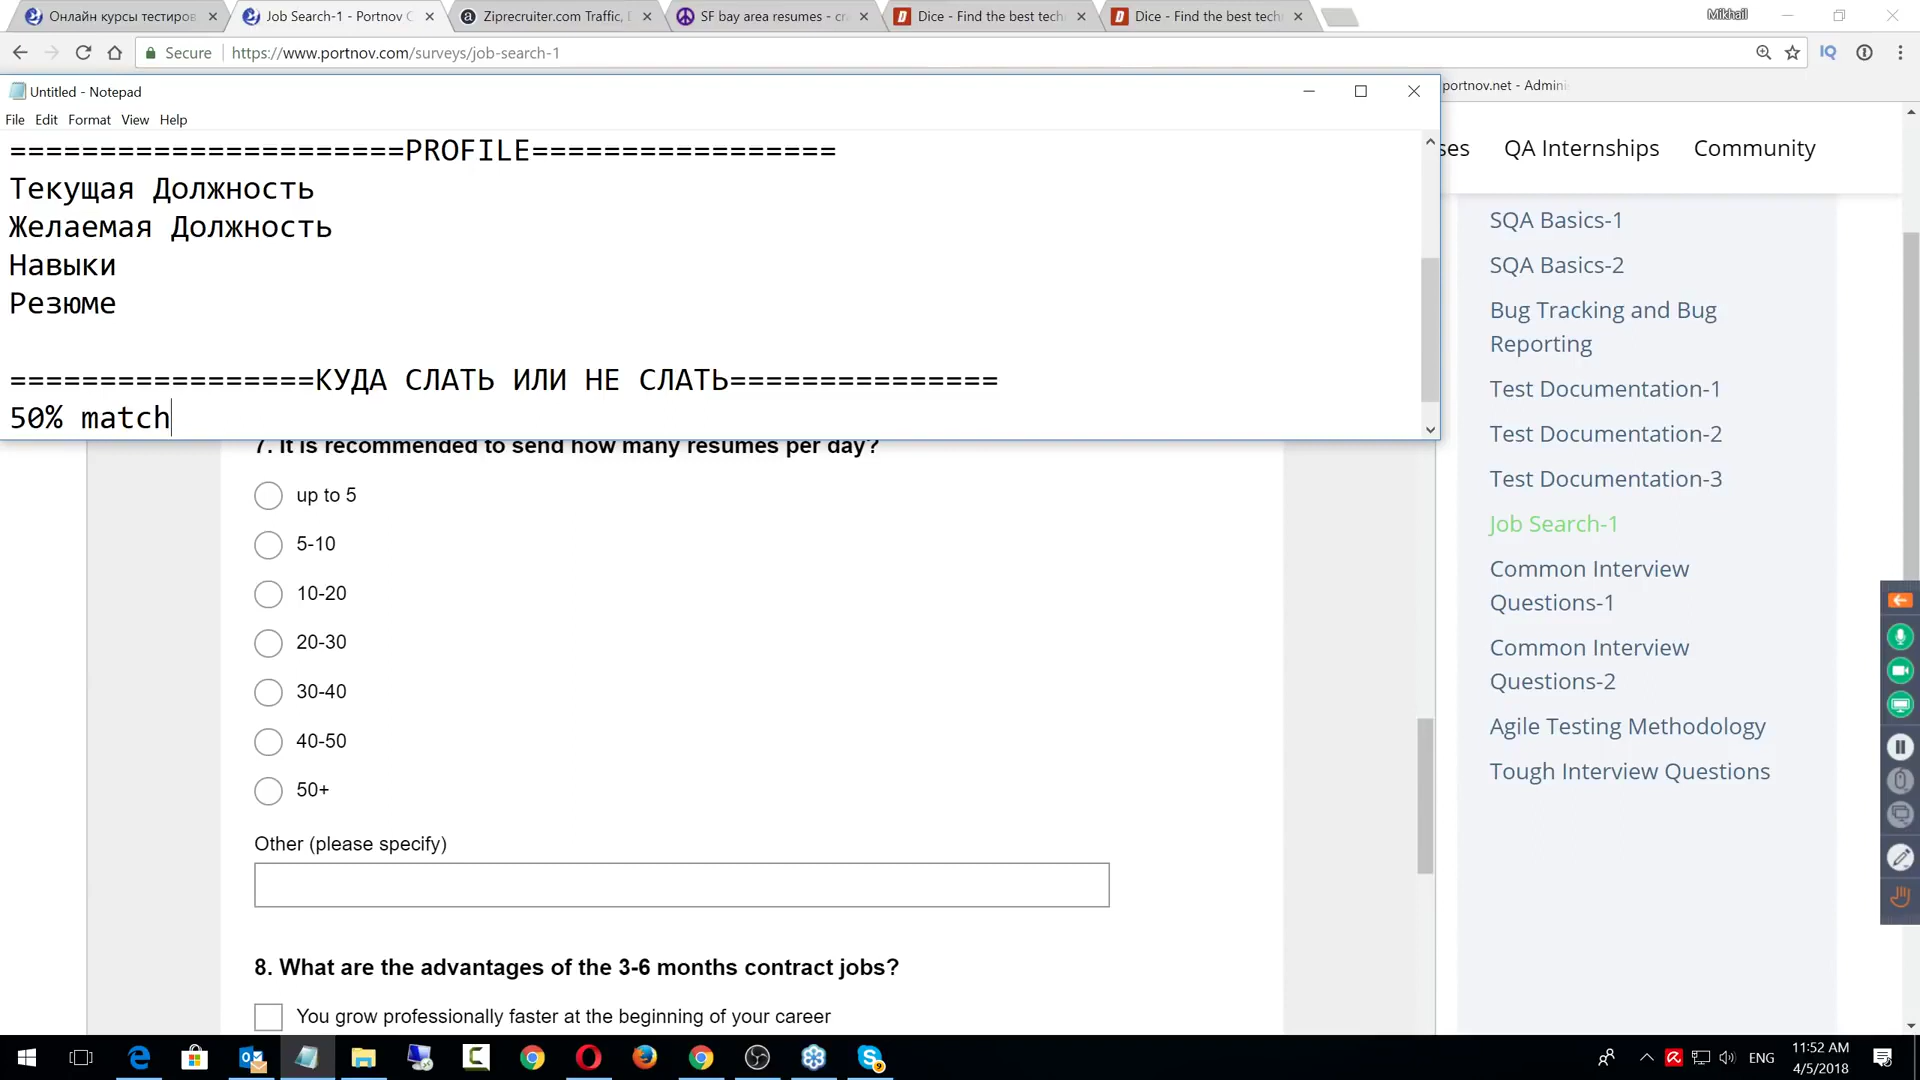 Онлайн курсы тестиров
Job Search-1 - Portnov C
Ziprecruiter.com Traffic, D
SF bay area resumes - cr
Dice - Find the best tech
Dice - Find the best tech
Mikhail
Secure
https://www.portnov.com/surveys/job-search-1
Untitled - Notepad
portnov.net - Admini
File Edit Format View Help
======================PROFILE=================
Текущая Должность
Желаемая Должность
Навыки
Резюме
=================КУДА СЛАТЬ ИЛИ НЕ СЛАТЬ===============
50% match
ses QA Internships Community
SQA Basics-1
SQA Basics-2
Bug Tracking and Bug
Reporting
Test Documentation-1
Test Documentation-2
Test Documentation-3
Job Search-1
Common Interview
Questions-1
Common Interview
Questions-2
Agile Testing Methodology
Tough Interview Questions
7. It is recommended to send how many resumes per day?
up to 5
5-10
10-20
20-30
30-40
40-50
50+
Other (please specify)
8. What are the advantages of the 3-6 months contract jobs?
You grow professionally faster at the beginning of your career
ENG
11:52 AM
4/5/2018